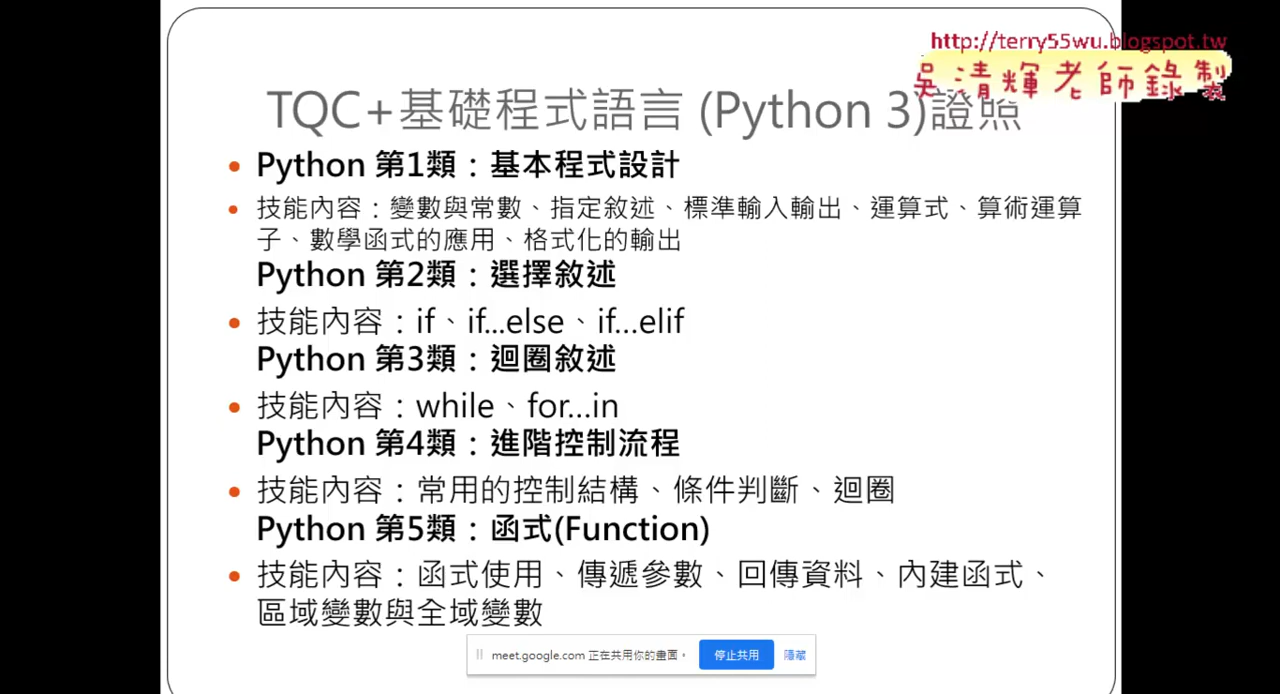 http://terry55wu.blogspot.tw
吳清輝老師錄製
TQC+基礎程式語言 (Python 3)證照
Python 第1類：基本程式設計
技能內容：變數與常數、指定敘述、標準輸入輸出、運算式、算術運算
子、數學函式的應用、格式化的輸出
Python 第2類：選擇敘述
技能內容：if、if...else、if…elif
Python 第3類：迴圈敘述
技能內容：while、for…in
Python 第4類：進階控制流程
技能內容：常用的控制結構、條件判斷、迴圈
Python 第5類：函式(Function)
技能內容：函式使用、傳遞參數、回傳資料、內建函式、
區域變數與全域變數
meet.google.com 正在共用你的畫面。 停止共用 隱藏